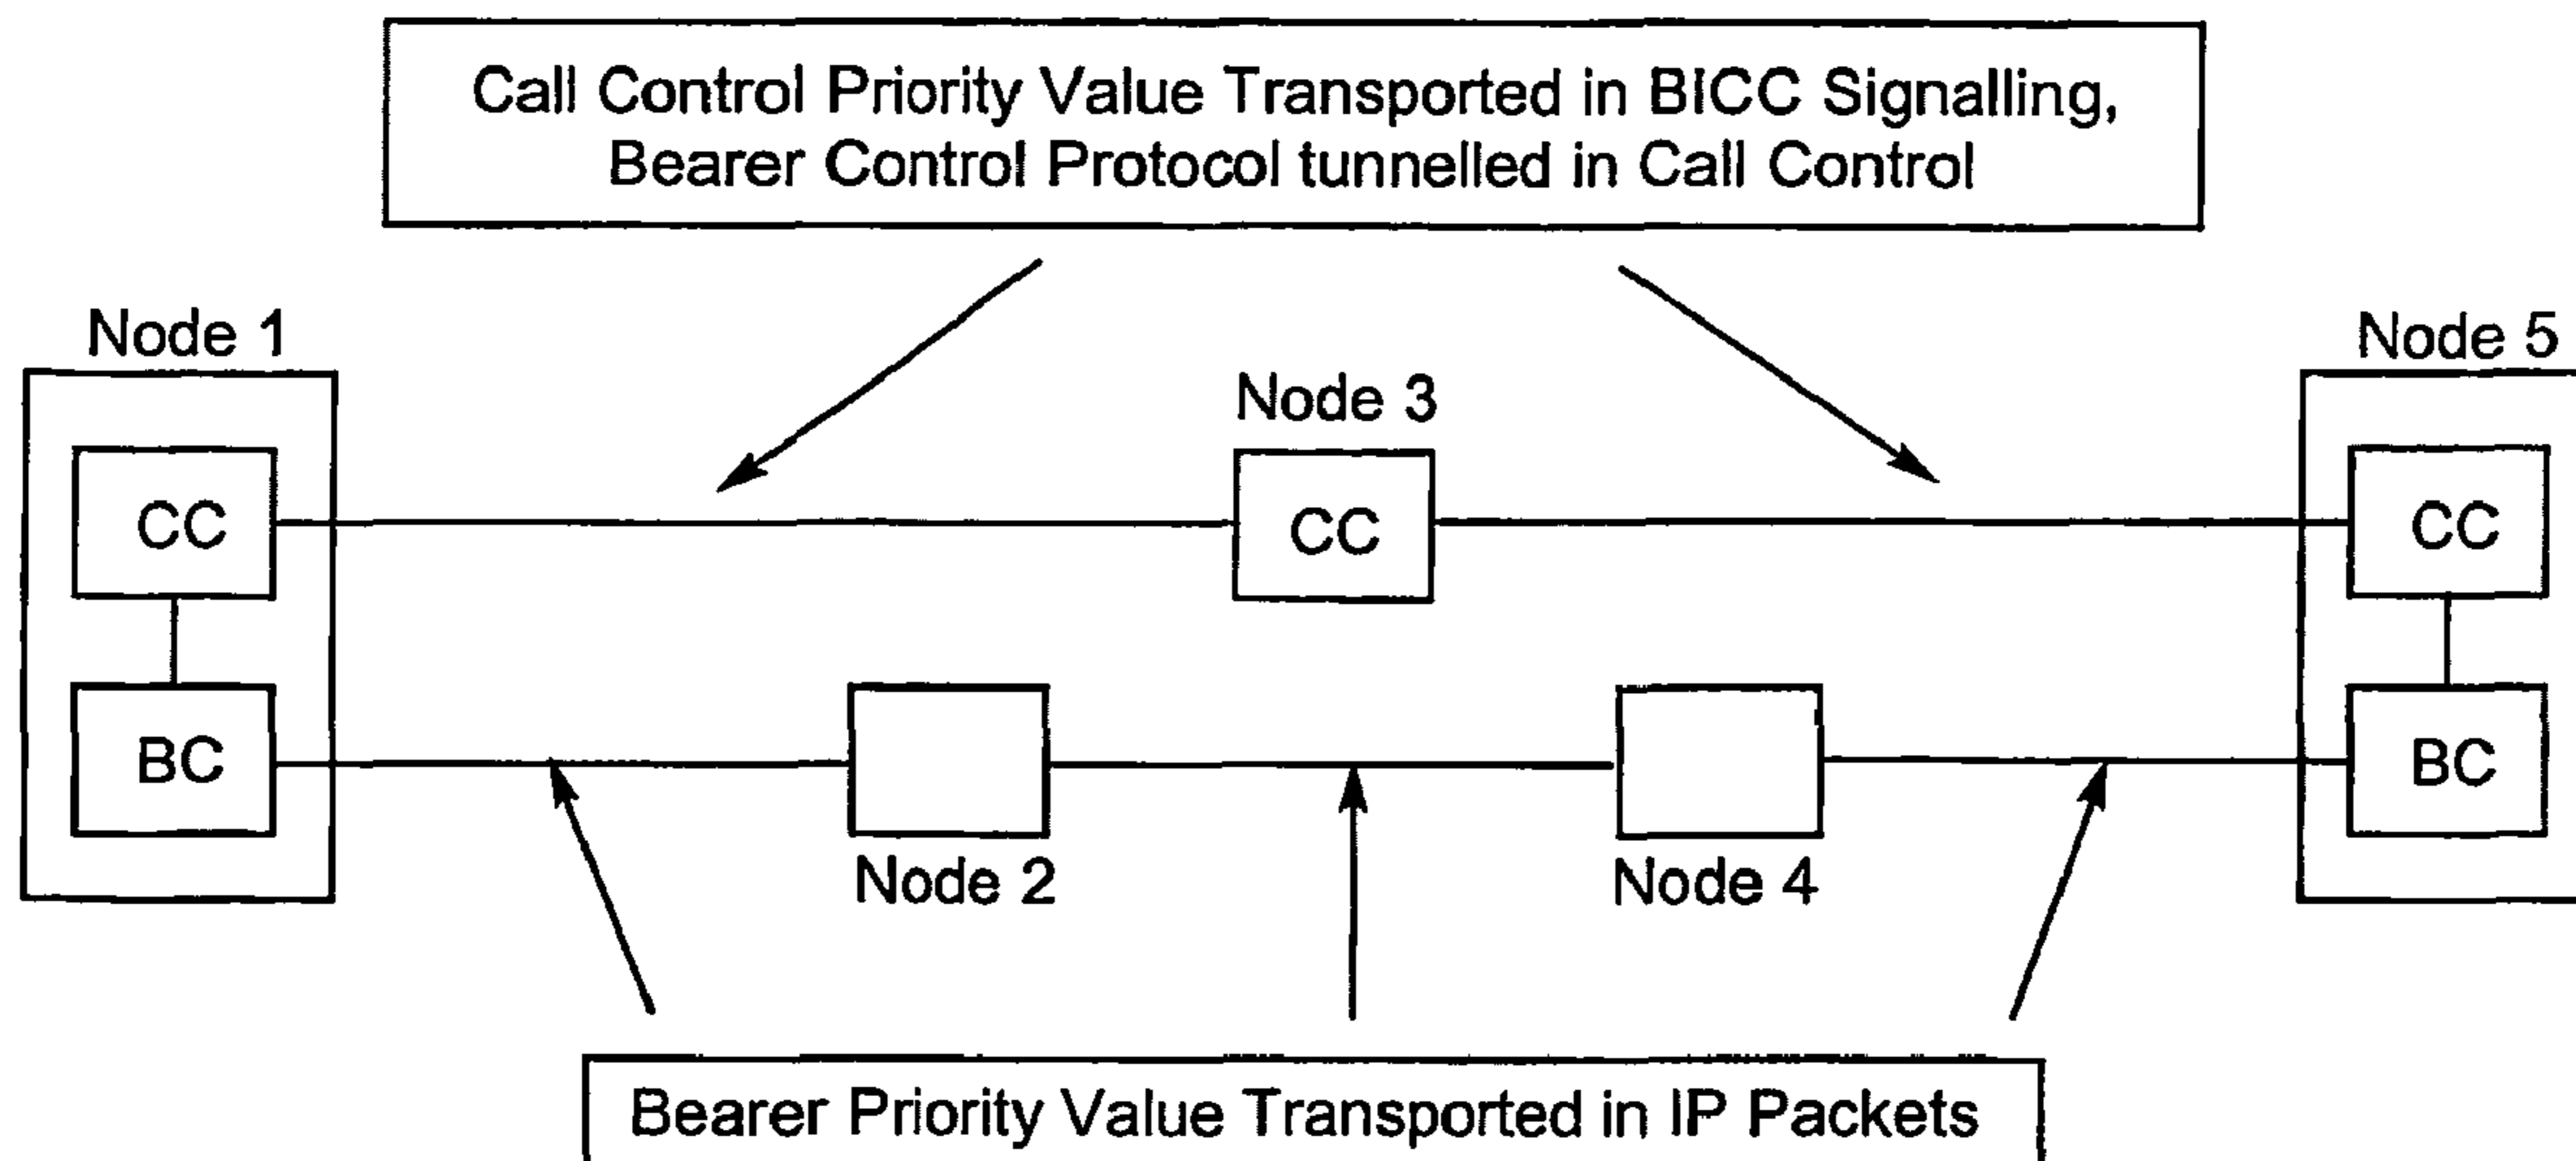 Call Control Priority Value Transported in BICC Signalling,
Bearer Control Protocol tunnelled in Call Control
Node 1
Node 5
Node 3
CC
CC
CC
BC
BC
Node 2
Node 4
Bearer Priority Value Transported in IP Packets